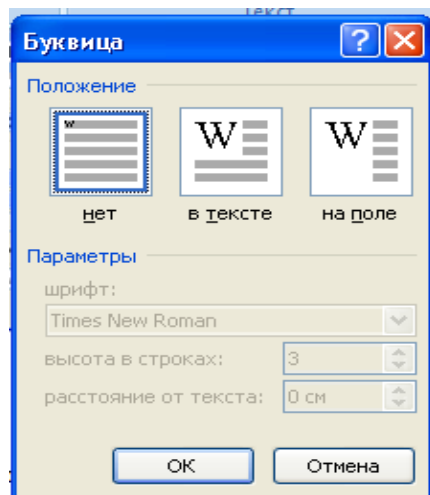 Текст
Буквица
Положение
W W W
нет в тексте на поле
Параметры
шрифт:
Times New Roman
высота в строках: 3
расстояние от текста: 0 см
ОК Отмена